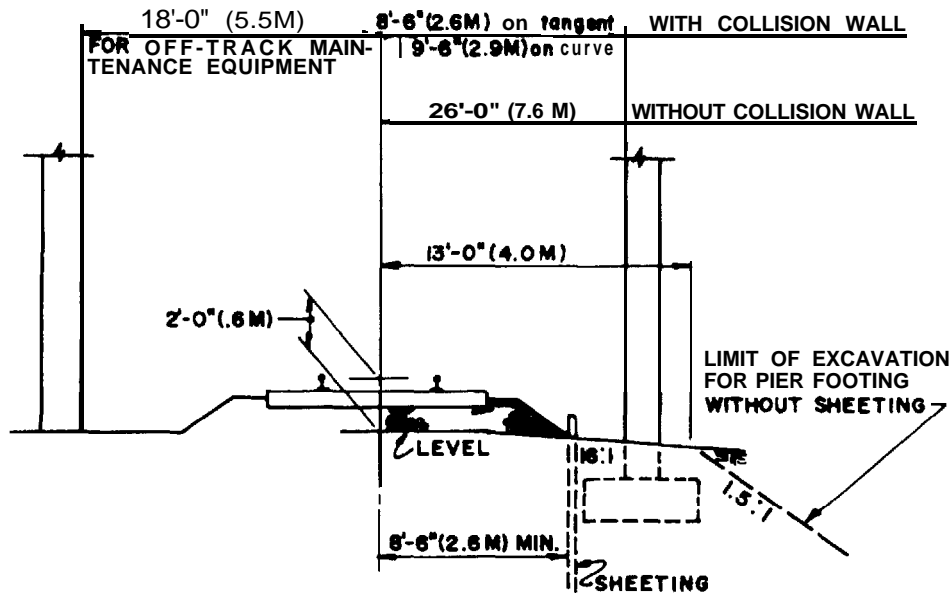 18'-0" (5.5M)
8'-6"(2.6M) on tangent
WITH COLLISION WALL
FOR OFF-TRACK MAIN-
TENANCE EQUIPMENT
9'-6"(2.9M)on curve
26'-0" (7.6 M)
WITHOUT COLLISION WALL
13'-0"(4.0M)
2'-0"(.6M)
LIMIT OF EXCAVATION
FOR PIER FOOTING
WITHOUT SHEETING
LEVEL
16:1
1.5:1
8'-6"(2.6M) MIN.
SHEETING